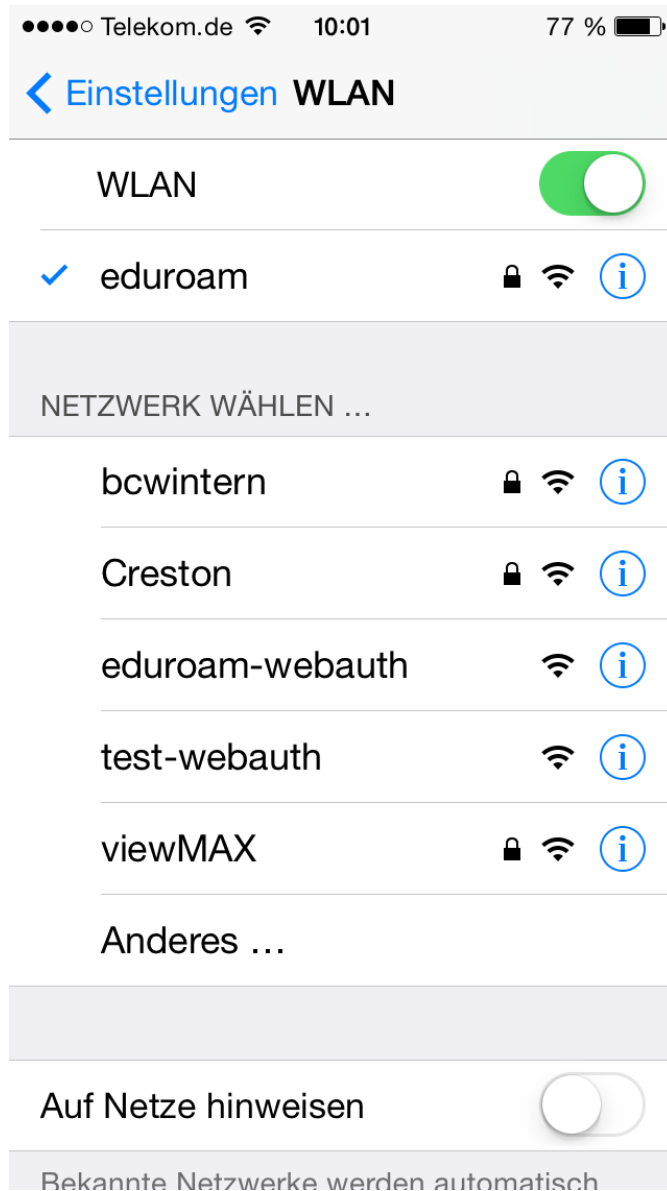 Telekom.de 10:01 77 %
Einstellungen WLAN
WLAN
eduroam
NETZWERK WÄHLEN ...
bcwintern
Creston
eduroam-webauth
test-webauth
viewMAX
Anderes ...
Auf Netze hinweisen
Bekannte Netzwerke werden automatisch